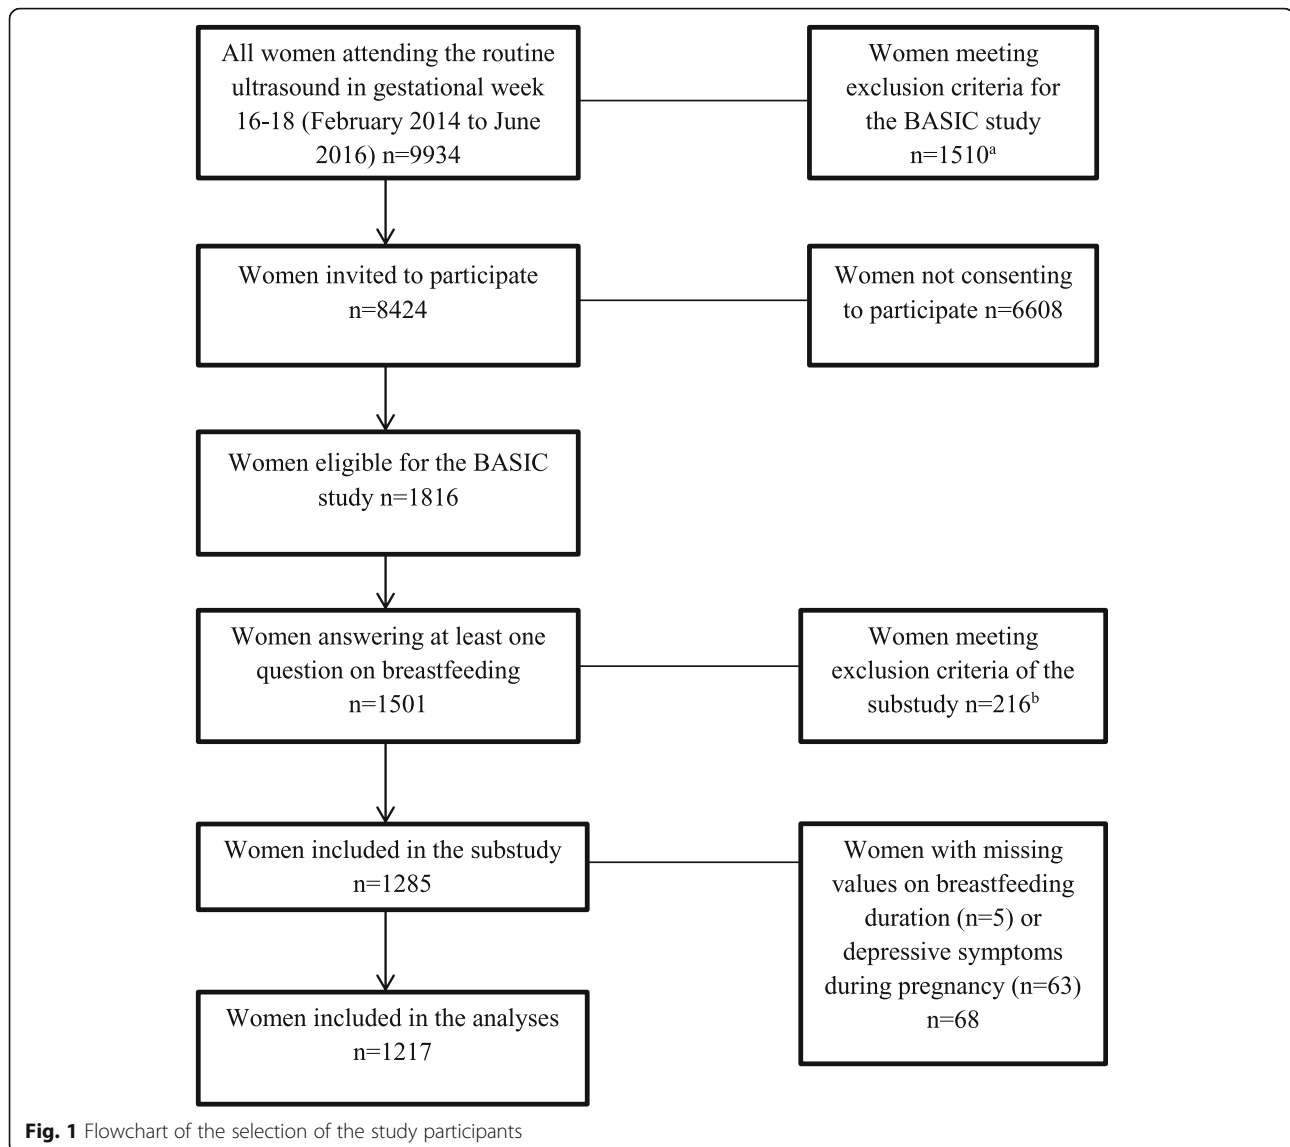 All women attending the routine
ultrasound in gestational week
16-18 (February 2014 to June
2016) n=9934
Women meeting
exclusion criteria for
the BASIC study
n=1510ᵃ
Women invited to participate
n=8424
Women not consenting
to participate n=6608
Women eligible for the BASIC
study n=1816
Women answering at least one
question on breastfeeding
n=1501
Women meeting
exclusion criteria of the
substudy n=216ᵇ
Women included in the substudy
n=1285
Women with missing
values on breastfeeding
duration (n=5) or
depressive symptoms
during pregnancy (n=63)
n=68
Women included in the analyses
n=1217
Fig. 1 Flowchart of the selection of the study participants